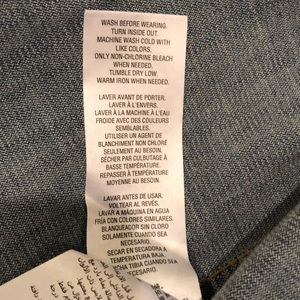 WASH BEFORE WEARING.
TURN INSIDE OUT.
MACHINE WASH COLD WITH
LIKE COLORS.
ONLY NON-CHLORINE BLEACH
WHEN NEEDED.
TUMBLE DRY LOW.
WARM IRON WHEN NEEDED.
LAVER AVANT DE PORTER.
LAVER À L'ENVERS.
LAVER À LA MACHINE À L'EAU
FROIDE AVEC DES COULEURS
SEMBLABLES.
UTILISER UN AGENT DE
BLANCHIMENT NON CHLORÉ
SEULEMENT AU BESOIN.
SÉCHER PAR CULBUTAGE À
BASSE TEMPÉRATURE.
REPASSER À TEMPÉRATURE
MOYENNE AU BESOIN.
LAVAR ANTES DE USAR.
VOLTEAR AL REVÉS.
LAVAR A MÁQUINA EN AGUA
FRÍA CON COLORES SIMILARES.
BLANQUEADOR SIN CLORO
SOLAMENTE CUANDO SEA
NECESARIO.
SECAR EN SECADORA A
TEMPERATURA BAJA.
TIBIA CUANDO SEA
NECESARIO.